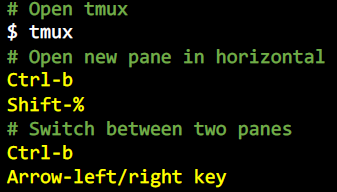 # Open tmux
$ tmux
# Open new pane in horizontal
Ctrl-b
Shift-%
# Switch between two panes
Ctrl-b
Arrow-left/right key